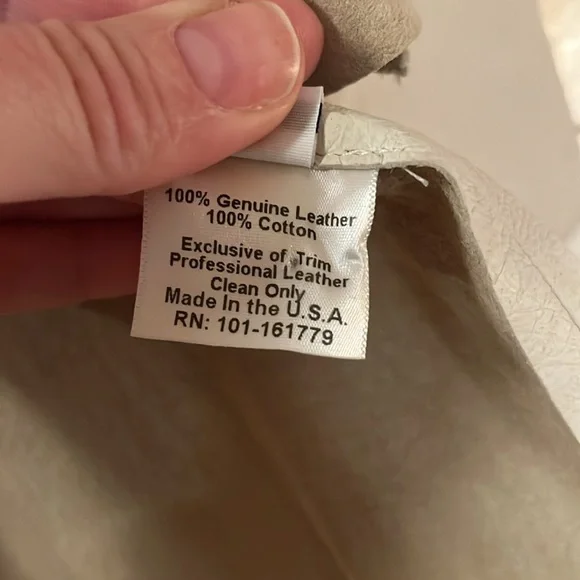 100% Genuine Leather
100% Cotton
Exclusive of Trim
Professional Leather
Clean Only
Made In the U.S.A.
RN: 101-161779